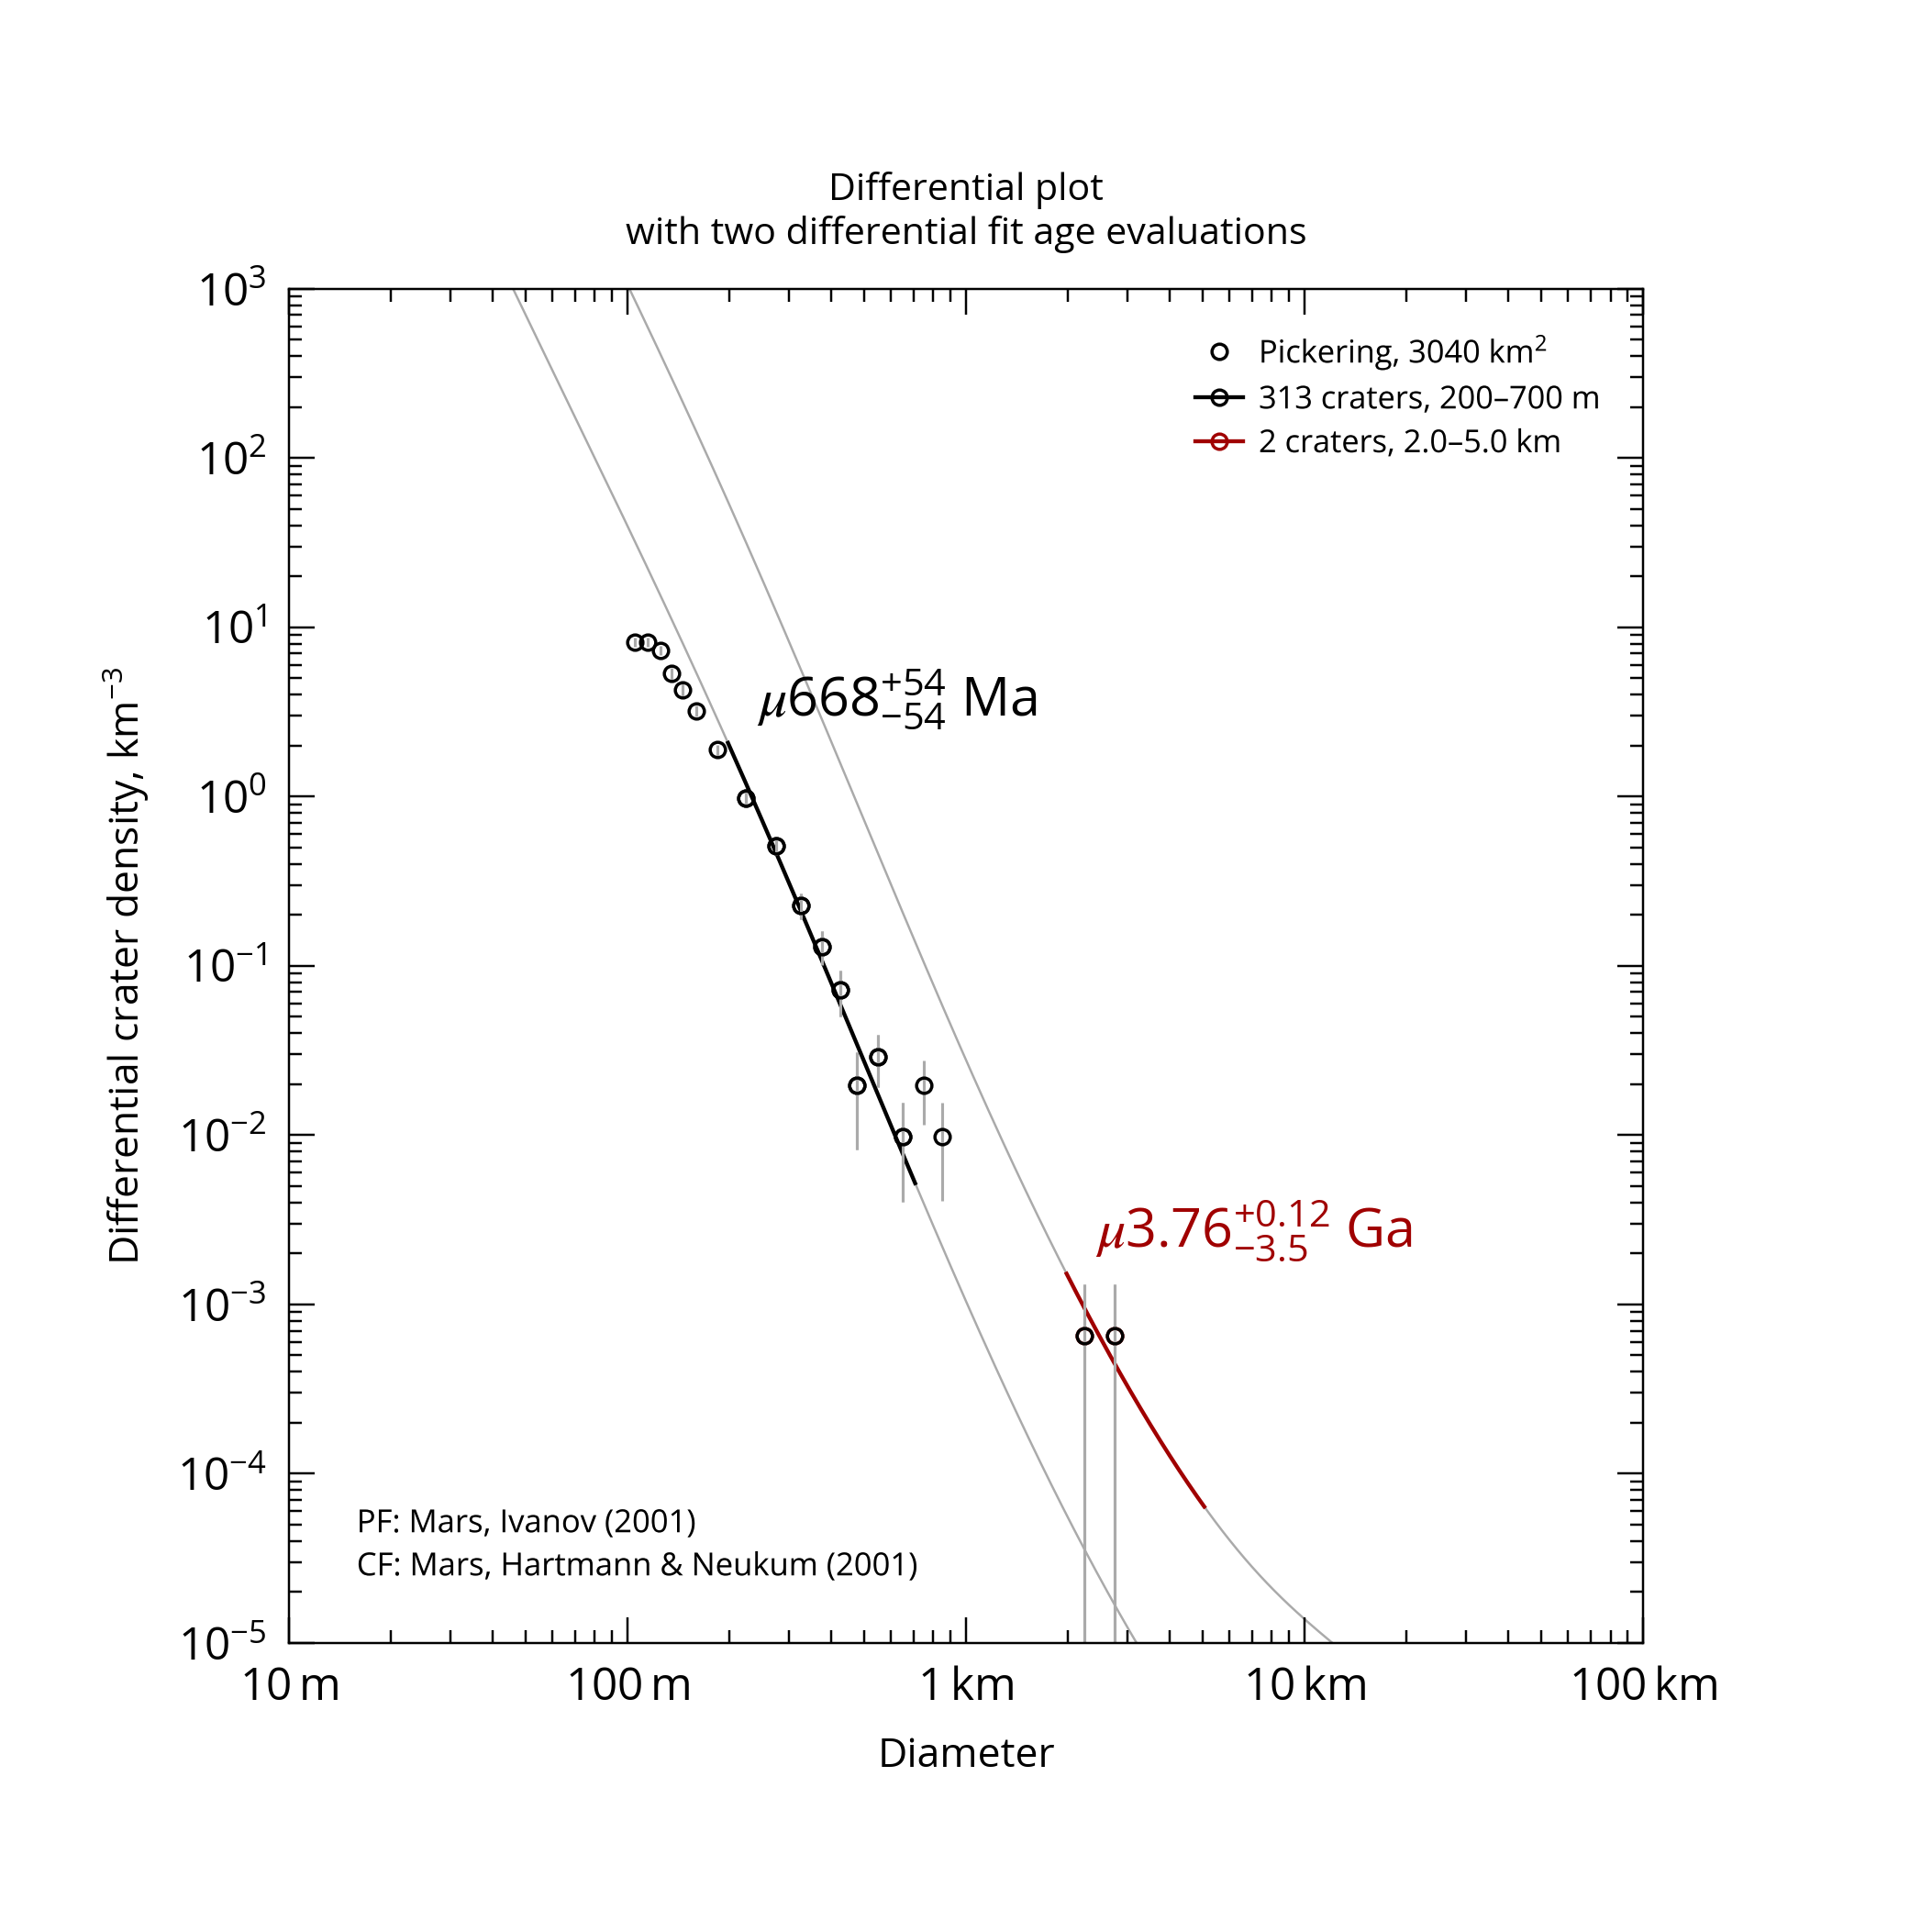 Differential plot
with two differential fit age evaluations
10³
10²
10¹
10⁰
10⁻¹
10⁻²
10⁻³
10⁻⁴
10⁻⁵
Differential crater density, km⁻³
Pickering, 3040 km²
313 craters, 200–700 m
2 craters, 2.0–5.0 km
μ668 +54 −54 Ma
μ3.76 +0.12 −3.5 Ga
PF: Mars, Ivanov (2001)
CF: Mars, Hartmann & Neukum (2001)
10 m 100 m 1 km 10 km 100 km
Diameter